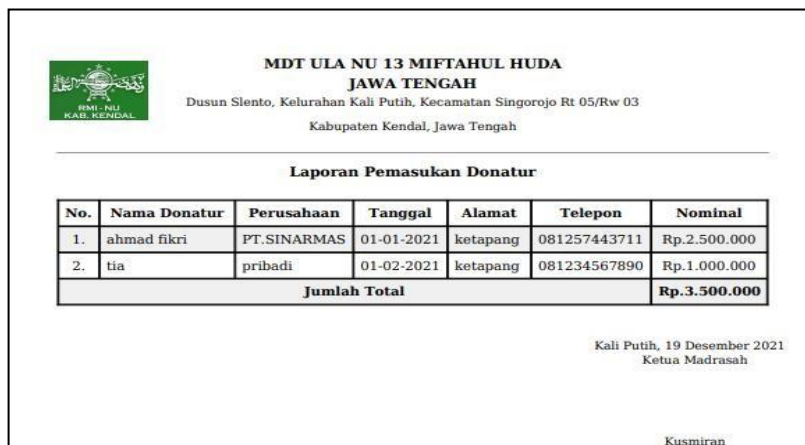 MDT ULA NU 13 MIFTAHUL HUDA
JAWA TENGAH
Dusun Slento, Kelurahan Kali Putih, Kecamatan Singorojo Rt 05/Rw 03
Kabupaten Kendal, Jawa Tengah
RMI - NU
KAB. KENDAL
Laporan Pemasukan Donatur
No. Nama Donatur Perusahaan Tanggal Alamat Telepon Nominal
1. ahmad fikri PT.SINARMAS 01-01-2021 ketapang 081257443711 Rp.2.500.000
2. tia pribadi 01-02-2021 ketapang 081234567890 Rp.1.000.000
Jumlah Total Rp.3.500.000
Kali Putih, 19 Desember 2021
Ketua Madrasah
Kusmiran